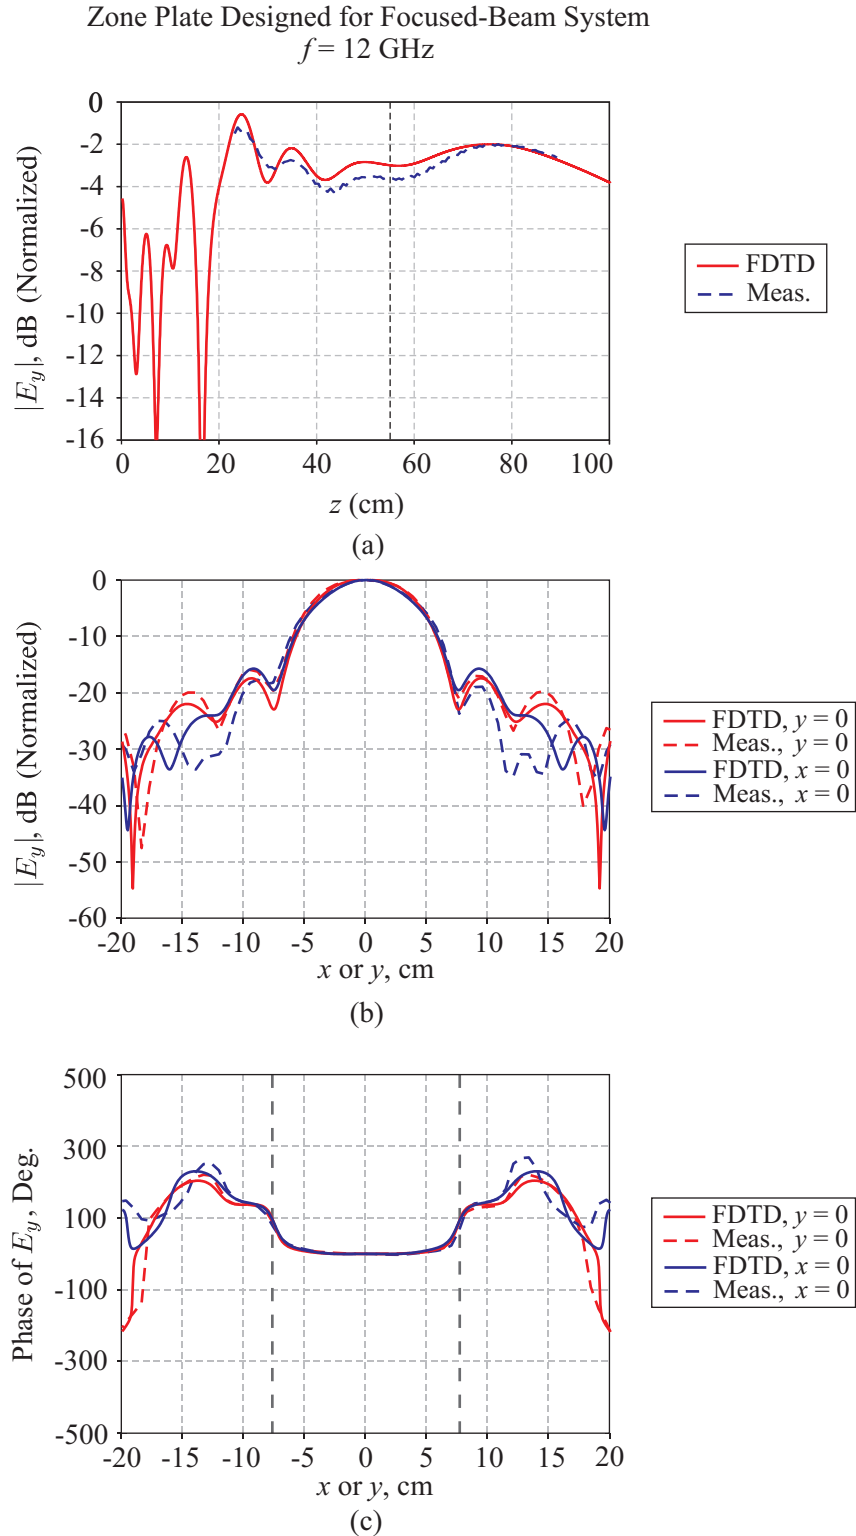 Zone Plate Designed for Focused-Beam System
f = 12 GHz
|E_y|, dB (Normalized)
0
-2
-4
-6
-8
-10
-12
-14
-16
0 20 40 60 80 100
z (cm)
(a)
FDTD
Meas.
|E_y|, dB (Normalized)
0
-10
-20
-30
-40
-50
-60
-20 -15 -10 -5 0 5 10 15 20
x or y, cm
(b)
FDTD, y = 0
Meas., y = 0
FDTD, x = 0
Meas., x = 0
Phase of E_y, Deg.
500
300
100
-100
-300
-500
-20 -15 -10 -5 0 5 10 15 20
x or y, cm
(c)
FDTD, y = 0
Meas., y = 0
FDTD, x = 0
Meas., x = 0